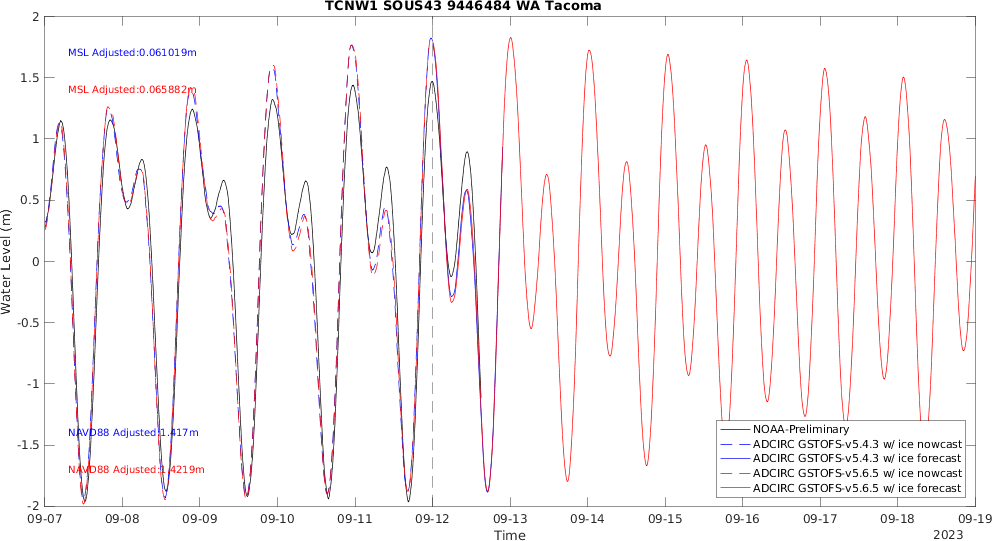 TCNW1 SOUS43 9446484 WA Tacoma
2
1.5
1
0.5
0
-0.5
-1
-1.5
-2
Water Level (m)
MSL Adjusted:0.061019m
MSL Adjusted:0.065882m
NAVD88 Adjusted:1.417m
NAVD88 Adjusted:1.4219m
NOAA-Preliminary
ADCIRC GSTOFS-v5.4.3 w/ ice nowcast
ADCIRC GSTOFS-v5.4.3 w/ ice forecast
ADCIRC GSTOFS-v5.6.5 w/ ice nowcast
ADCIRC GSTOFS-v5.6.5 w/ ice forecast
09-07 09-08 09-09 09-10 09-11 09-12 09-13 09-14 09-15 09-16 09-17 09-18 09-19
Time
2023